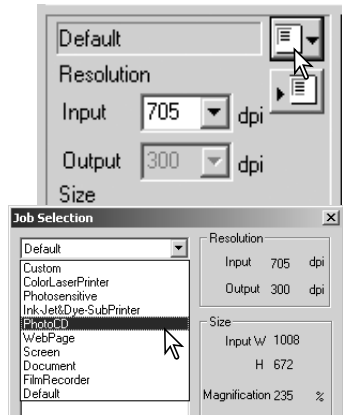 Default
Resolution
Input 705 dpi
Output 300 dpi
Size
Job Selection
Default
Custom
ColorLaserPrinter
Photosensitive
Ink-Jet&Dye-SubPrinter
PhotoCD
WebPage
Screen
Document
FilmRecorder
Default
Resolution
Input 705 dpi
Output 300 dpi
Size
Input W 1008
H 672
Magnification 235 %